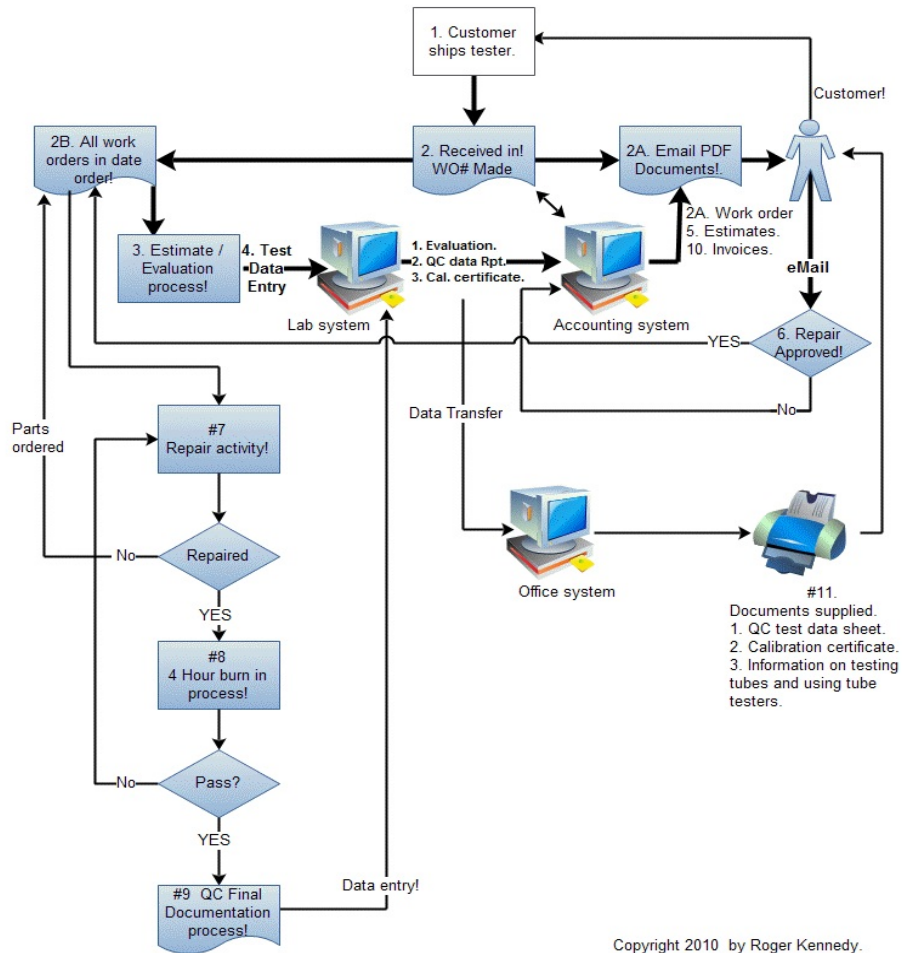 1. Customer
ships tester.
Customer!
2B. All work
orders in date
order!
2. Received in!
WO# Made
2A. Email PDF
Documents!.
2A. Work order
5. Estimates.
10. Invoices.
3. Estimate /
Evaluation
process!
4. Test
Data
Entry
1. Evaluation.
2. QC data Rpt.
3. Cal. certificate.
eMail
Lab system
Accounting system
6. Repair
Approved!
YES
No
Parts
ordered
#7
Repair activity!
Data Transfer
No
Repaired
Office system
YES
#11.
Documents supplied.
1. QC test data sheet.
2. Calibration certificate.
3. Information on testing
tubes and using tube
testers.
#8
4 Hour burn in
process!
No
Pass?
YES
#9 QC Final
Documentation
process!
Data entry!
Copyright 2010 by Roger Kennedy.